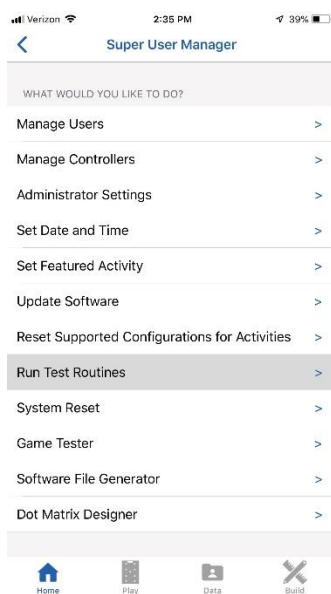 Verizon 2:35 PM 39%
Super User Manager
WHAT WOULD YOU LIKE TO DO?
Manage Users >
Manage Controllers >
Administrator Settings >
Set Date and Time >
Set Featured Activity >
Update Software >
Reset Supported Configurations for Activities >
Run Test Routines >
System Reset >
Game Tester >
Software File Generator >
Dot Matrix Designer >
Home Play Data Build